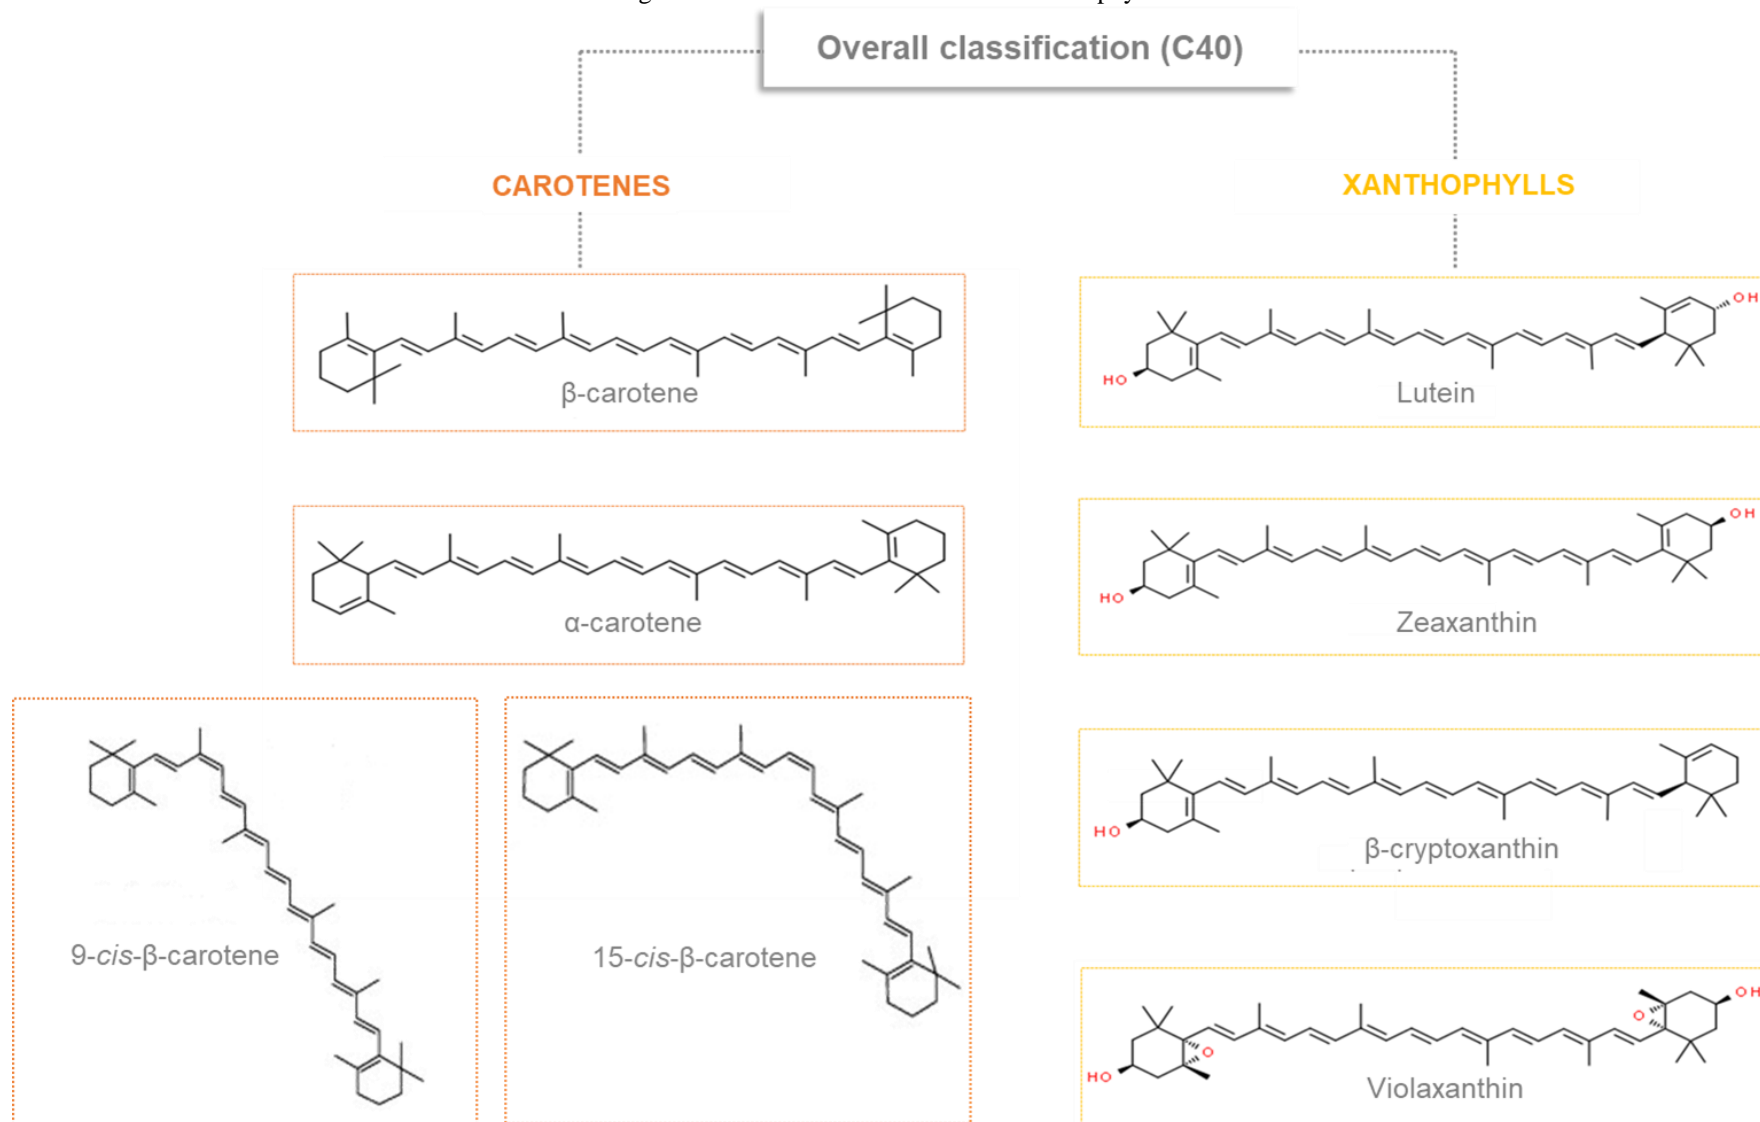 Overall classification (C40)
CAROTENES
XANTHOPHYLLS
β-carotene
OH
HO
Lutein
α-carotene
OH
HO
Zeaxanthin
9-cis-β-carotene
15-cis-β-carotene
HO
β-cryptoxanthin
OH
O
O
HO
Violaxanthin